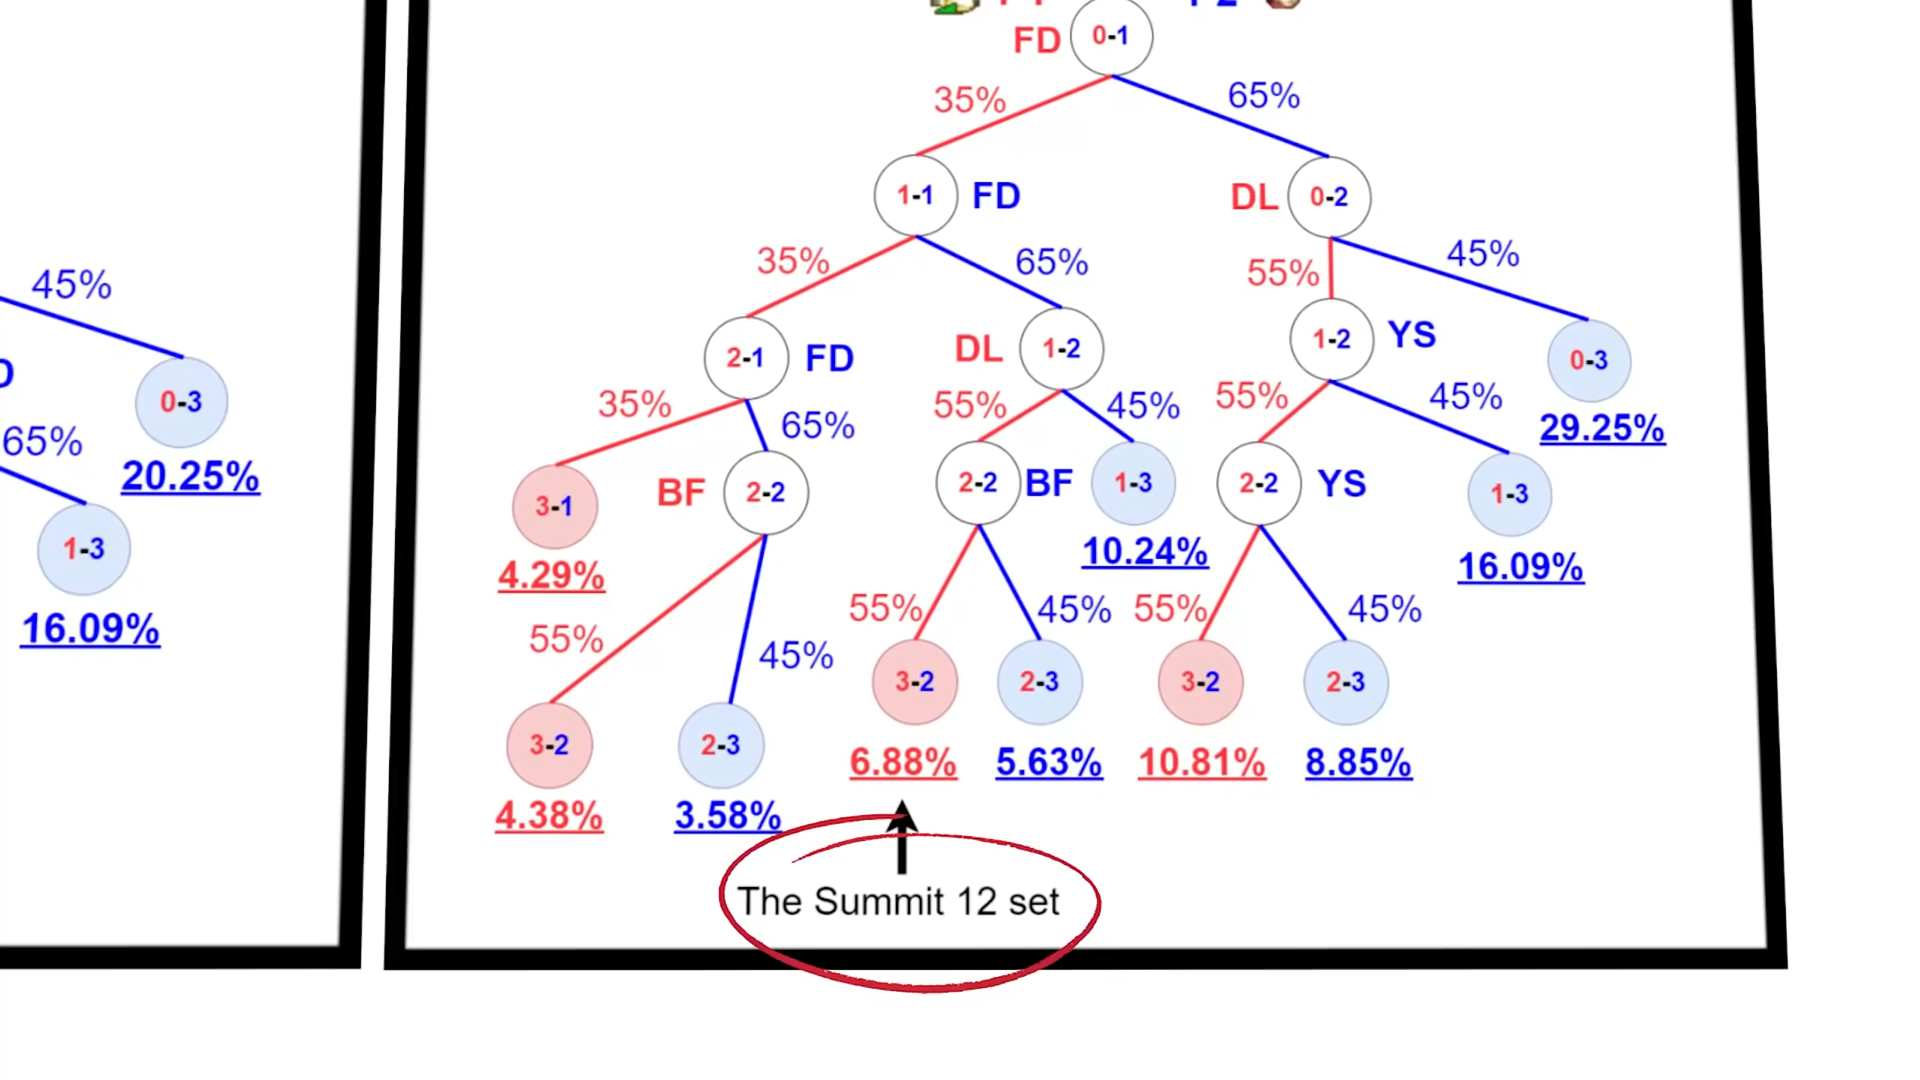 FD 0-1
35% 65%
1-1 FD DL 0-2
35% 65% 55% 45%
2-1 FD DL 1-2 1-2 YS 0-3
29.25%
35% 65% 55% 45% 55% 45%
3-1 BF 2-2 2-2 BF 1-3 2-2 YS 1-3
4.29% 10.24% 16.09%
55% 45% 55% 45% 55% 45%
3-2 2-3 3-2 2-3 3-2 2-3
4.38% 3.58% 6.88% 5.63% 10.81% 8.85%
The Summit 12 set
45%
0-3
20.25%
65%
1-3
16.09%